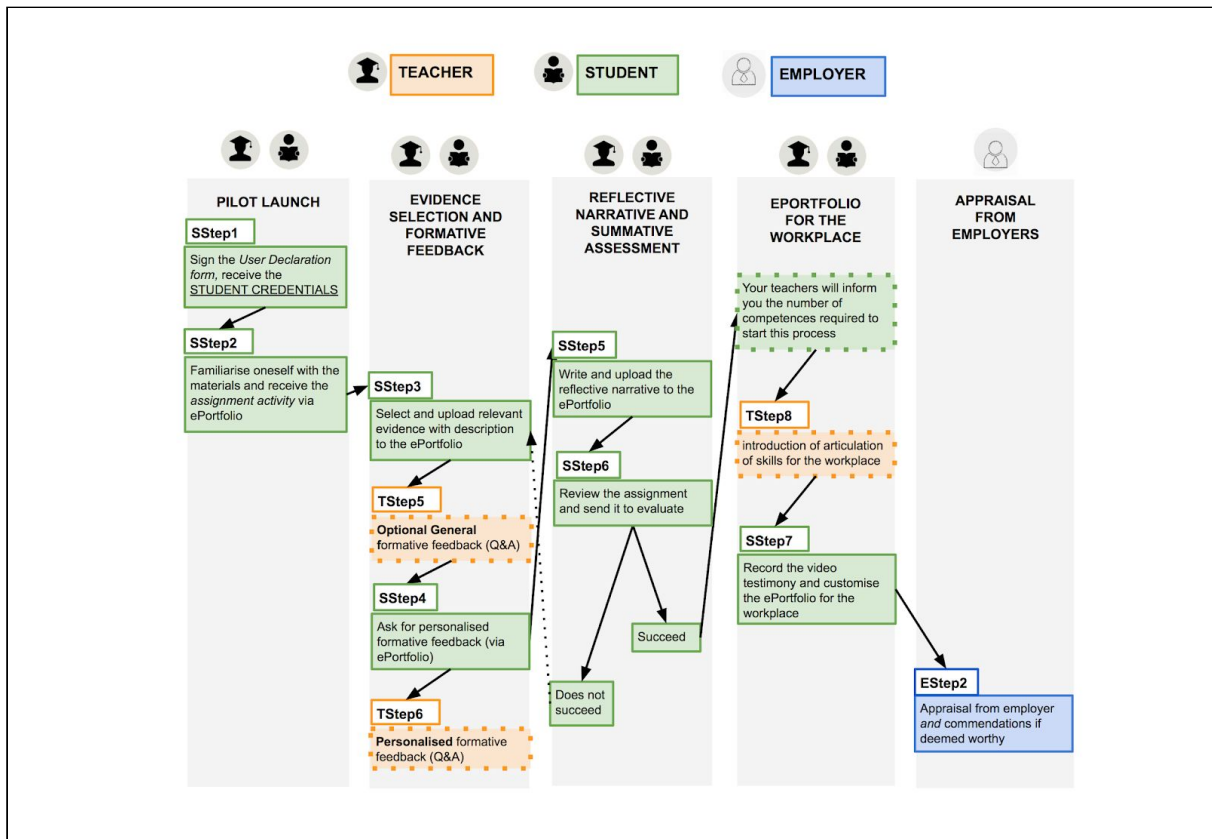 TEACHER
STUDENT
EMPLOYER
PILOT LAUNCH
SStep1
Sign the User Declaration
form, receive the
STUDENT CREDENTIALS
SStep2
Familiarise oneself with the
materials and receive the
assignment activity via
ePortfolio
EVIDENCE
SELECTION AND
FORMATIVE
FEEDBACK
SStep3
Select and upload relevant
evidence with description
to the ePortfolio
TStep5
Optional General
formative feedback (Q&A)
SStep4
Ask for personalised
formative feedback (via
ePortfolio)
TStep6
Personalised formative
feedback (Q&A)
REFLECTIVE
NARRATIVE AND
SUMMATIVE
ASSESSMENT
SStep5
Write and upload the
reflective narrative to the
ePortfolio
SStep6
Review the assignment
and send it to evaluate
Succeed
Does not
succeed
EPORTFOLIO
FOR THE
WORKPLACE
Your teachers will inform
you the number of
competences required to
start this process
TStep8
introduction of articulation
of skills for the workplace
SStep7
Record the video
testimony and customise
the ePortfolio for the
workplace
APPRAISAL
FROM
EMPLOYERS
EStep2
Appraisal from employer
and commendations if
deemed worthy